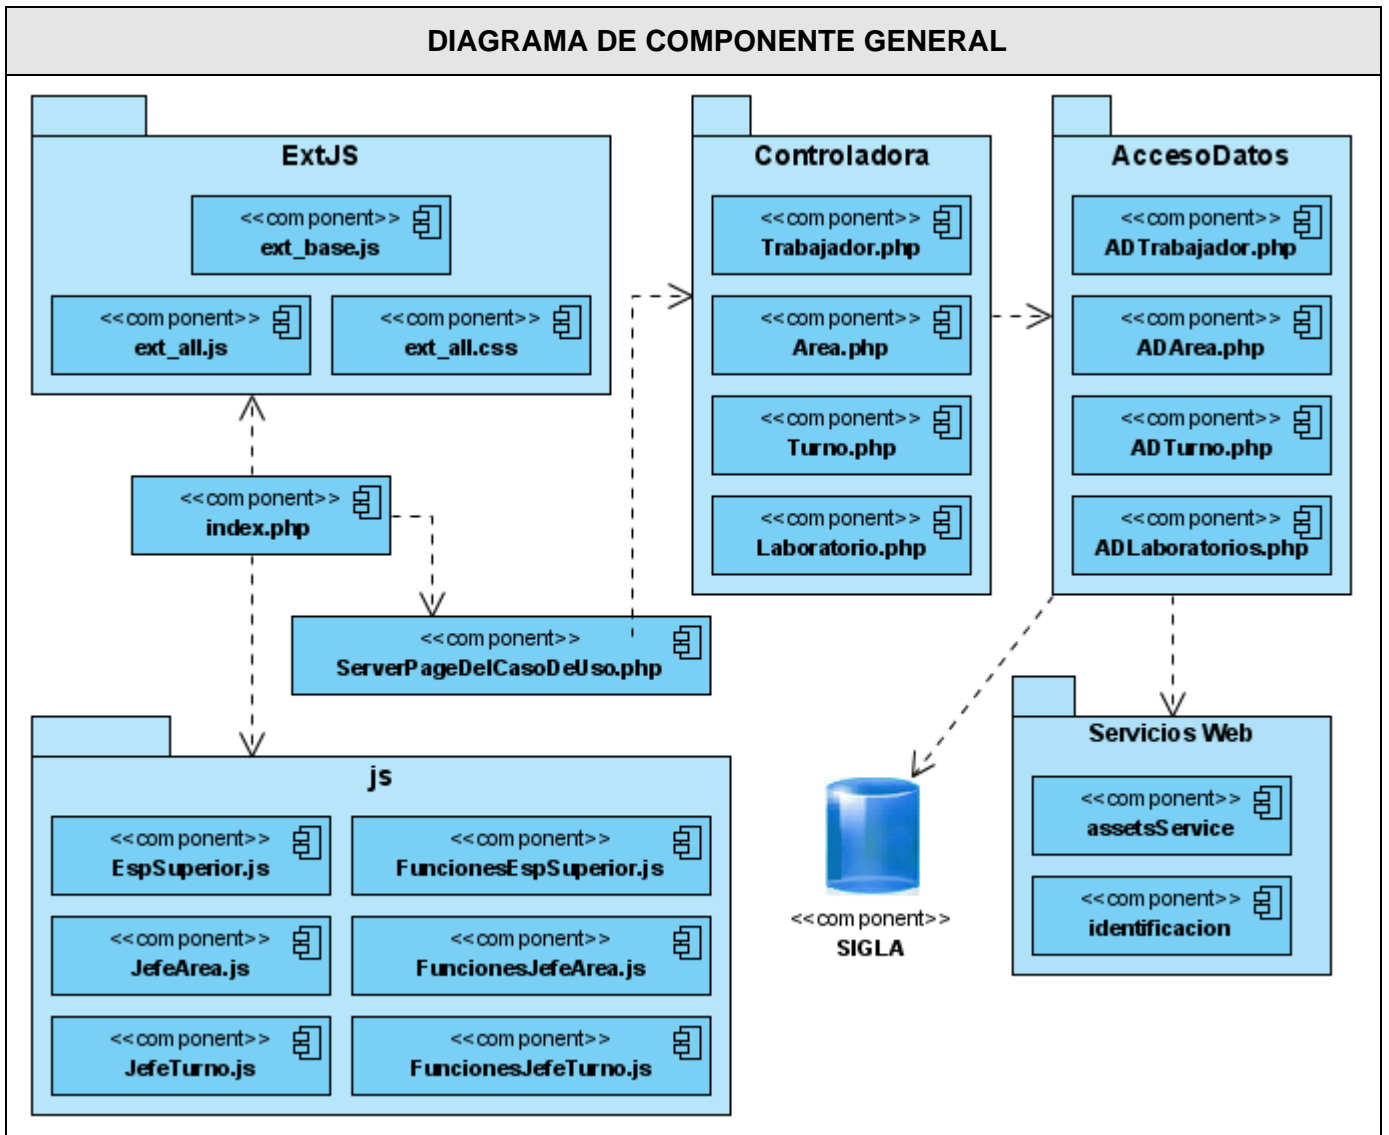 DIAGRAMA DE COMPONENTE GENERAL
ExtJS
<<component>>
ext_base.js
<<component>>
ext_all.js
<<component>>
ext_all.css
<<component>>
index.php
<<component>>
ServerPageDelCasoDeUso.php
js
<<component>>
EspSuperior.js
<<component>>
FuncionesEspSuperior.js
<<component>>
JefeArea.js
<<component>>
FuncionesJefeArea.js
<<component>>
JefeTurno.js
<<component>>
FuncionesJefeTurno.js
Controladora
<<component>>
Trabajador.php
<<component>>
Area.php
<<component>>
Turno.php
<<component>>
Laboratorio.php
AccesoDatos
<<component>>
ADTrabajador.php
<<component>>
ADArea.php
<<component>>
ADTurno.php
<<component>>
ADLaboratorios.php
<<component>>
SIGLA
Servicios Web
<<component>>
assetsService
<<component>>
identificacion